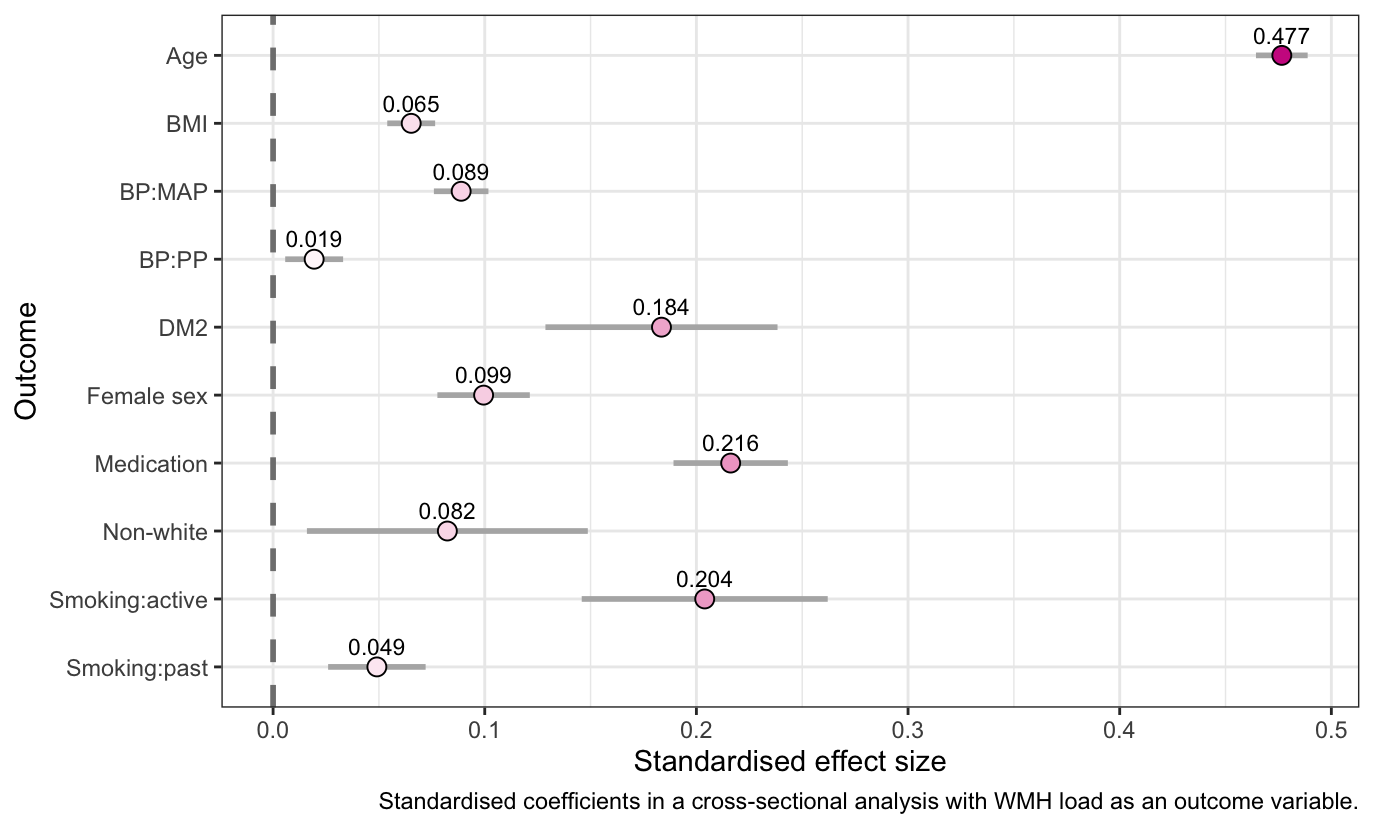 Outcome
Age
0.477
BMI
0.065
BP:MAP
0.089
BP:PP
0.019
DM2
0.184
Female sex
0.099
Medication
0.216
Non-white
0.082
Smoking:active
0.204
Smoking:past
0.049
0.0 0.1 0.2 0.3 0.4 0.5
Standardised effect size
Standardised coefficients in a cross-sectional analysis with WMH load as an outcome variable.